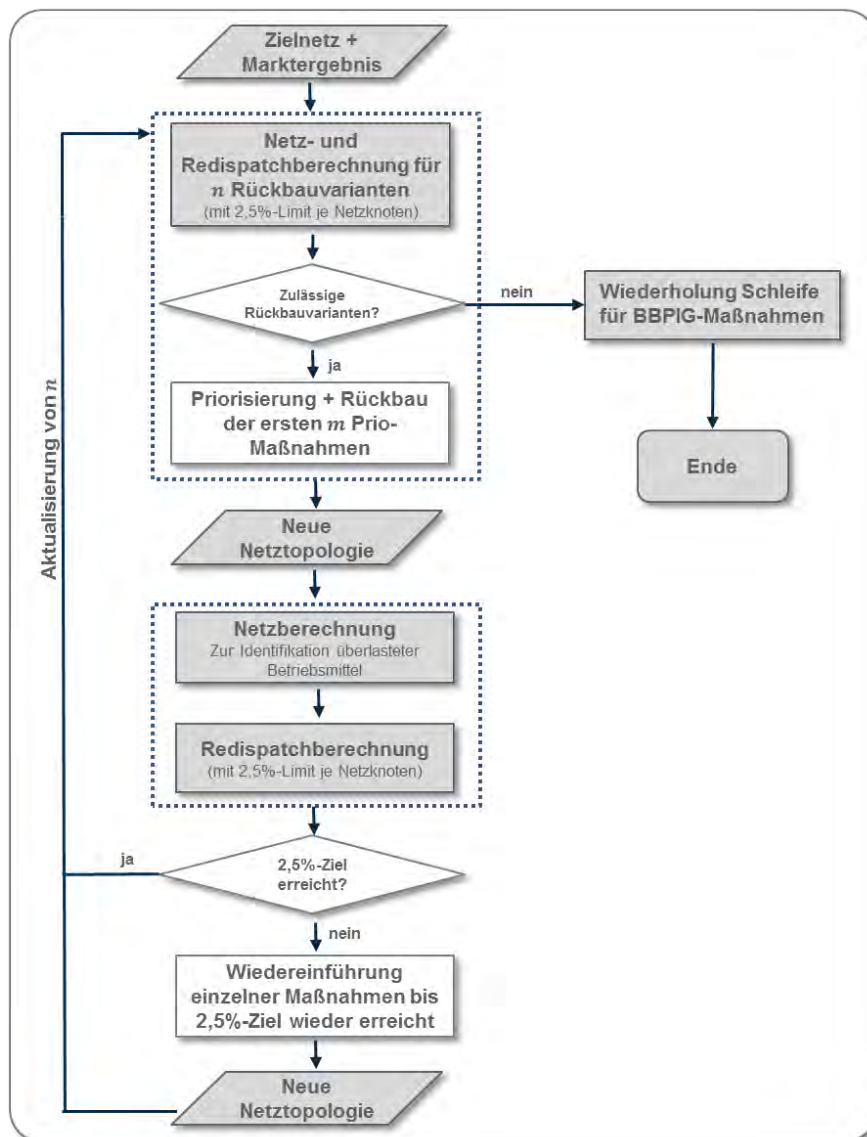 Zielnetz +
Marktergebnis
Netz- und
Redispatchberechnung für
n Rückbauvarianten
(mit 2,5%-Limit je Netzknoten)
Zulässige
Rückbauvarianten?
nein
Wiederholung Schleife
für BBPlG-Maßnahmen
Ende
ja
Priorisierung + Rückbau
der ersten m Prio-
Maßnahmen
Neue
Netztopologie
Netzberechnung
Zur Identifikation überlasteter
Betriebsmittel
Redispatchberechnung
(mit 2,5%-Limit je Netzknoten)
2,5%-Ziel
erreicht?
ja
nein
Wiedereinführung
einzelner Maßnahmen bis
2,5%-Ziel wieder erreicht
Neue
Netztopologie
Aktualisierung von n